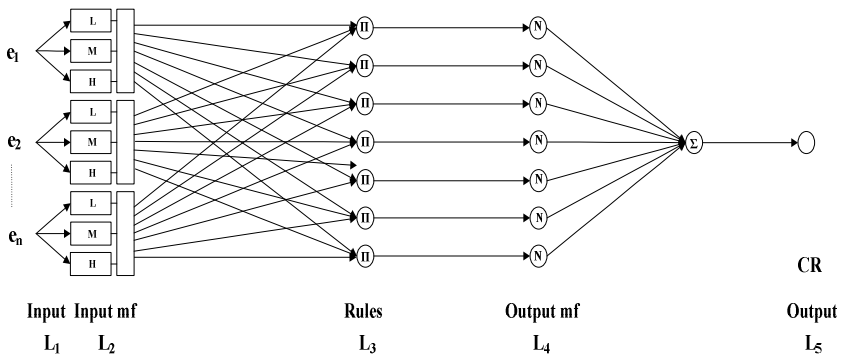 L
e1
M
H
L
e2
M
H
L
en
M
H
Π
Π
Π
Π
Π
Π
Π
N
N
N
N
N
N
N
Σ
CR
Input Input mf Rules Output mf Output
L1 L2 L3 L4 L5